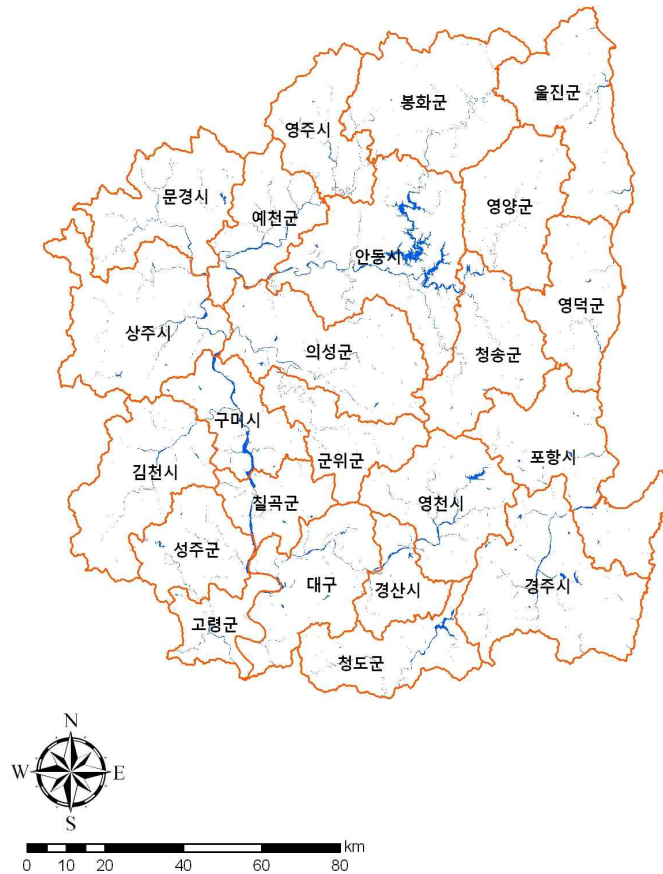 울진군
봉화군
영주시
문경시
예천군
영양군
안동시
영덕군
상주시
의성군
청송군
구미시
군위군
포항시
김천시
칠곡군
영천시
성주군
대구
경산시
경주시
고령군
청도군
N
W
E
S
km
0 10 20 40 60 80